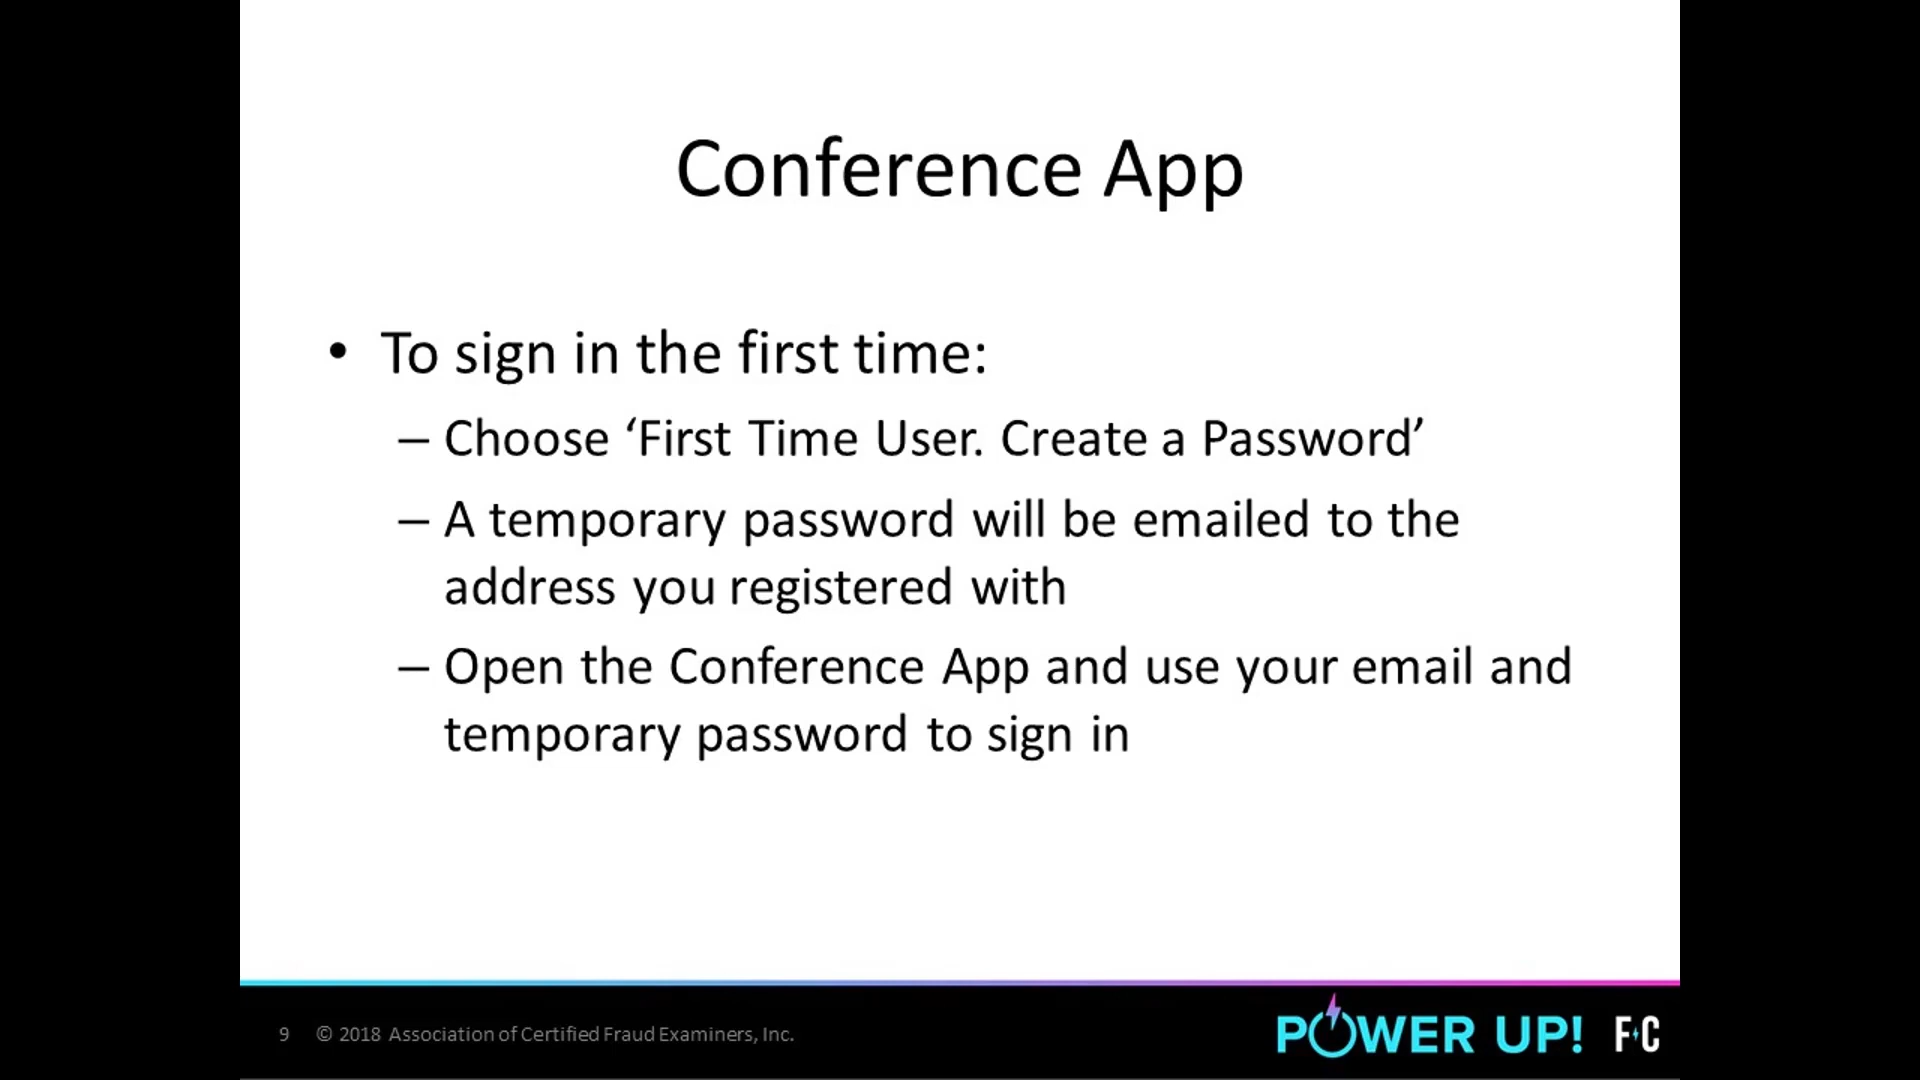 Conference App
• To sign in the first time:
– Choose ‘First Time User. Create a Password’
– A temporary password will be emailed to the
address you registered with
– Open the Conference App and use your email and
temporary password to sign in
9 © 2018 Association of Certified Fraud Examiners, Inc.
POWER UP! F C